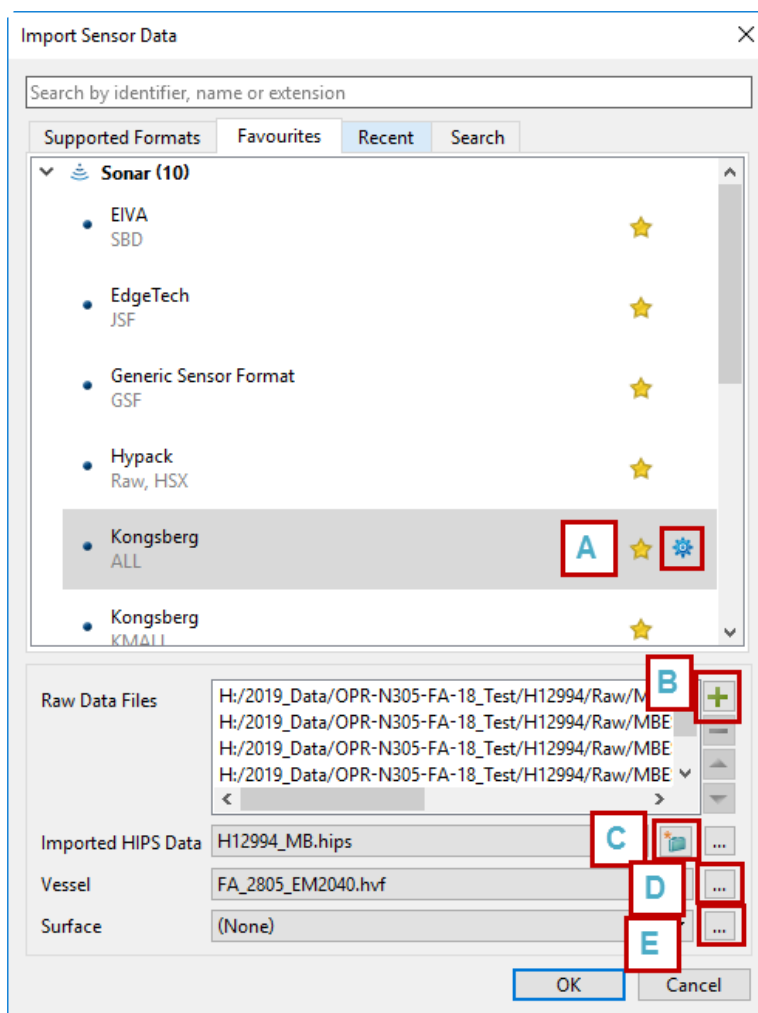 Import Sensor Data
Search by identifier, name or extension
Supported Formats Favourites Recent Search
Sonar (10)
EIVA
SBD
EdgeTech
JSF
Generic Sensor Format
GSF
Hypack
Raw, HSX
Kongsberg
ALL
A
Kongsberg
KMALL
B
Raw Data Files
H:/2019_Data/OPR-N305-FA-18_Test/H12994/Raw/M
H:/2019_Data/OPR-N305-FA-18_Test/H12994/Raw/MBE
H:/2019_Data/OPR-N305-FA-18_Test/H12994/Raw/MBE
H:/2019_Data/OPR-N305-FA-18_Test/H12994/Raw/MBE
Imported HIPS Data H12994_MB.hips C ...
Vessel FA_2805_EM2040.hvf D ...
Surface (None) E ...
OK Cancel